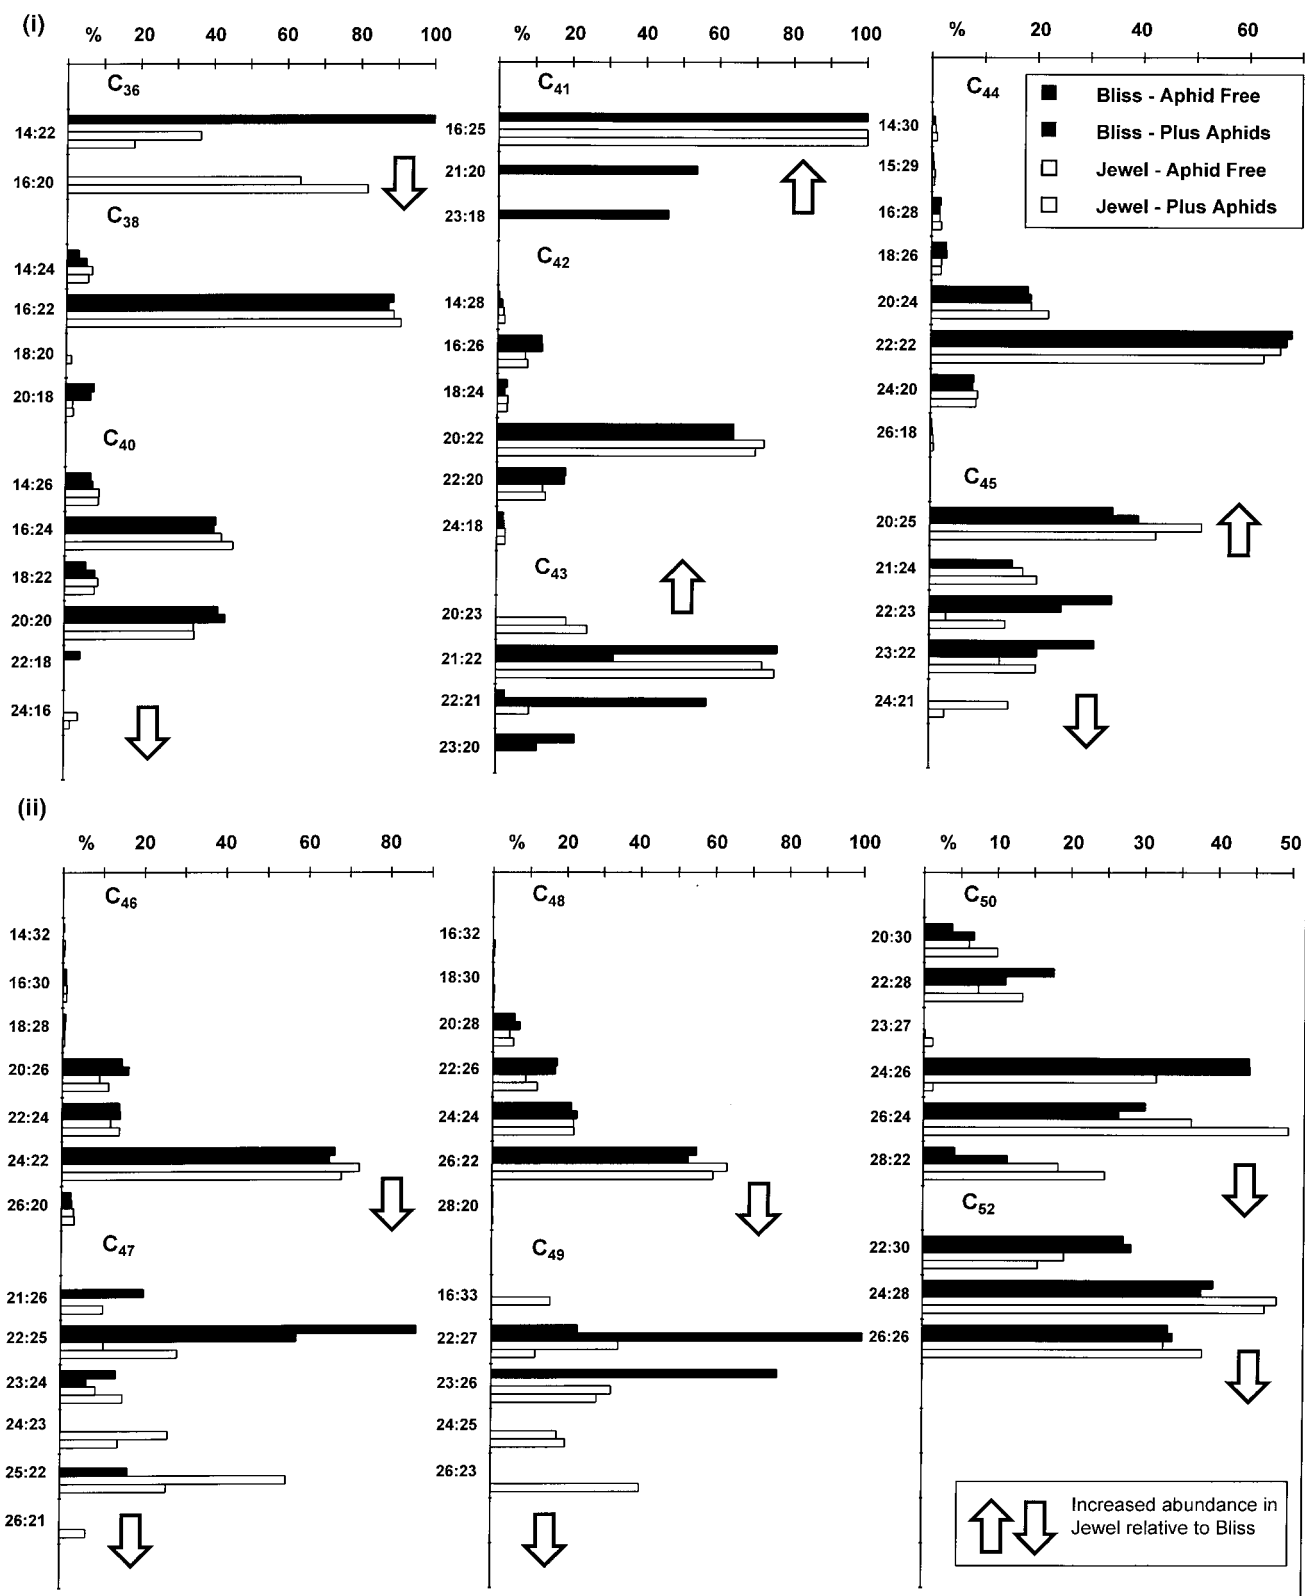 (i)
% 20 40 60 80 100
C36
14:22
16:20
C38
14:24
16:22
18:20
20:18
C40
14:26
16:24
18:22
20:20
22:18
24:16
% 20 40 60 80 100
C41
16:25
21:20
23:18
C42
14:28
16:26
18:24
20:22
22:20
24:18
C43
20:23
21:22
22:21
23:20
% 20 40 60
C44
Bliss - Aphid Free
Bliss - Plus Aphids
Jewel - Aphid Free
Jewel - Plus Aphids
14:30
15:29
16:28
18:26
20:24
22:22
24:20
26:18
C45
20:25
21:24
22:23
23:22
24:21
(ii)
% 20 40 60 80
C46
14:32
16:30
18:28
20:26
22:24
24:22
26:20
C47
21:26
22:25
23:24
24:23
25:22
26:21
% 20 40 60 80 100
C48
16:32
18:30
20:28
22:26
24:24
26:22
28:20
C49
16:33
22:27
23:26
24:25
26:23
% 10 20 30 40 50
C50
20:30
22:28
23:27
24:26
26:24
28:22
C52
22:30
24:28
26:26
Increased abundance in
Jewel relative to Bliss